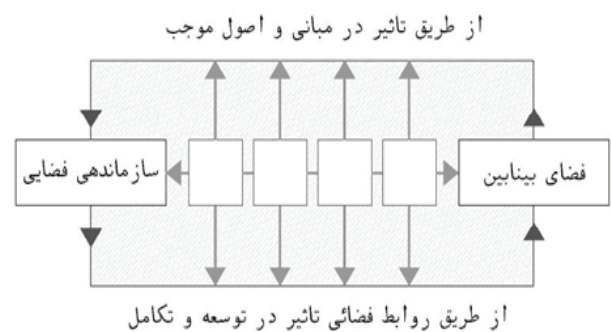 از طریق تاثیر در مبانی و اصول موجب
فضای بینابین
سازماندهی فضایی
از طریق روابط فضائی تاثیر در توسعه و تکامل